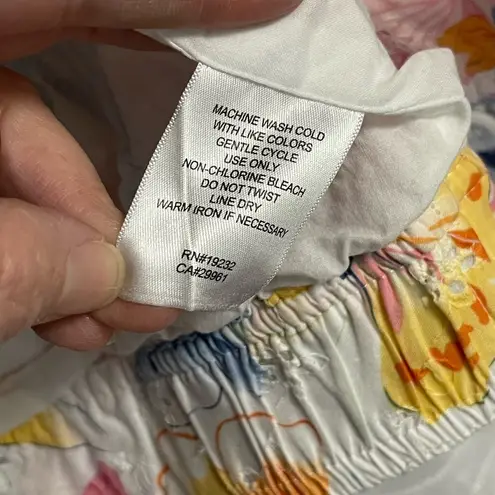 MACHINE WASH COLD
WITH LIKE COLORS
GENTLE CYCLE
USE ONLY
NON-CHLORINE BLEACH
DO NOT TWIST
LINE DRY
WARM IRON IF NECESSARY
RN#19232
CA#29961